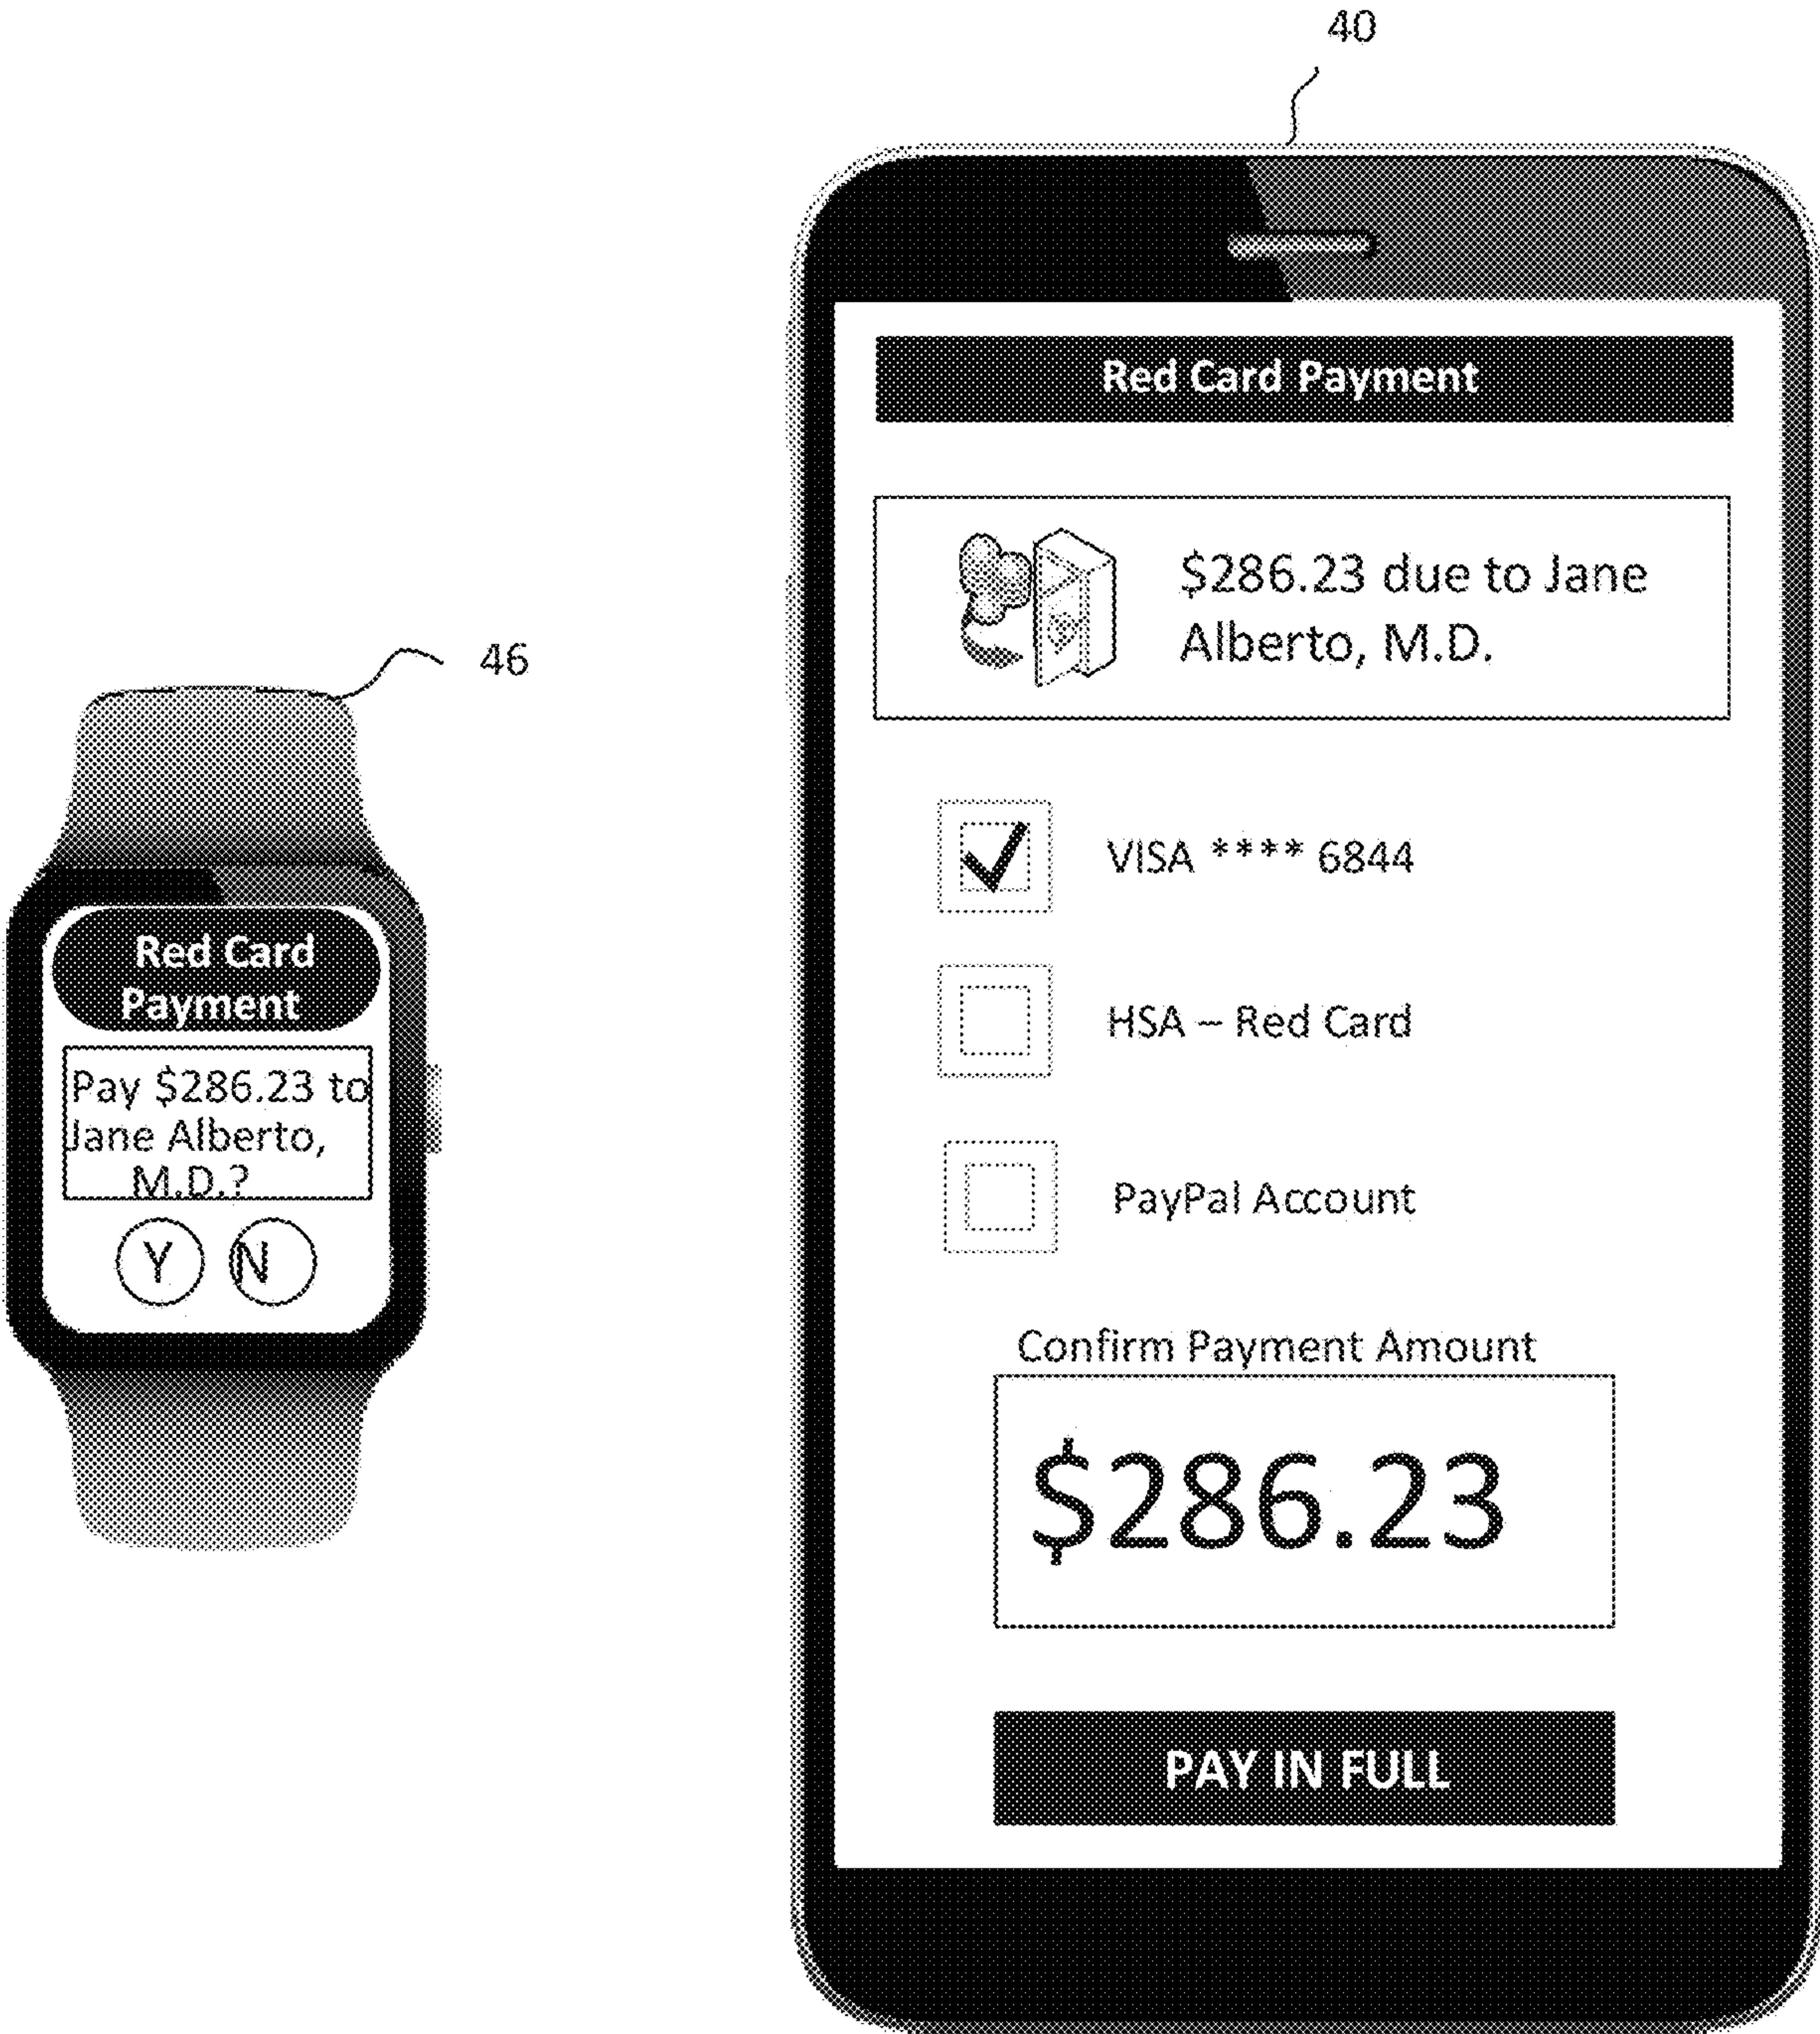 40
Red Card Payment
$286.23 due to Jane
Alberto, M.D.
VISA **** 6844
HSA – Red Card
PayPal Account
Confirm Payment Amount
$286.23
PAY IN FULL
46
Red Card
Payment
Pay $286.23 to
Jane Alberto,
M.D.?
Y N